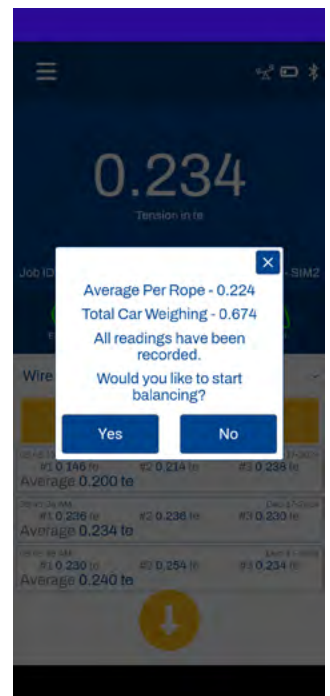 0.234
Tension in te
Job ID
- SIM2
Average Per Rope - 0.224
Total Car Weighing - 0.674
All readings have been
recorded.
Would you like to start
balancing?
Yes
No
Wire
#1 0.146 te #2 0.214 te #3 0.238 te
Average 0.200 te
#1 0.236 te #2 0.236 te #3 0.230 te
Average 0.234 te
#1 0.230 te #2 0.254 te #3 0.234 te
Average 0.240 te